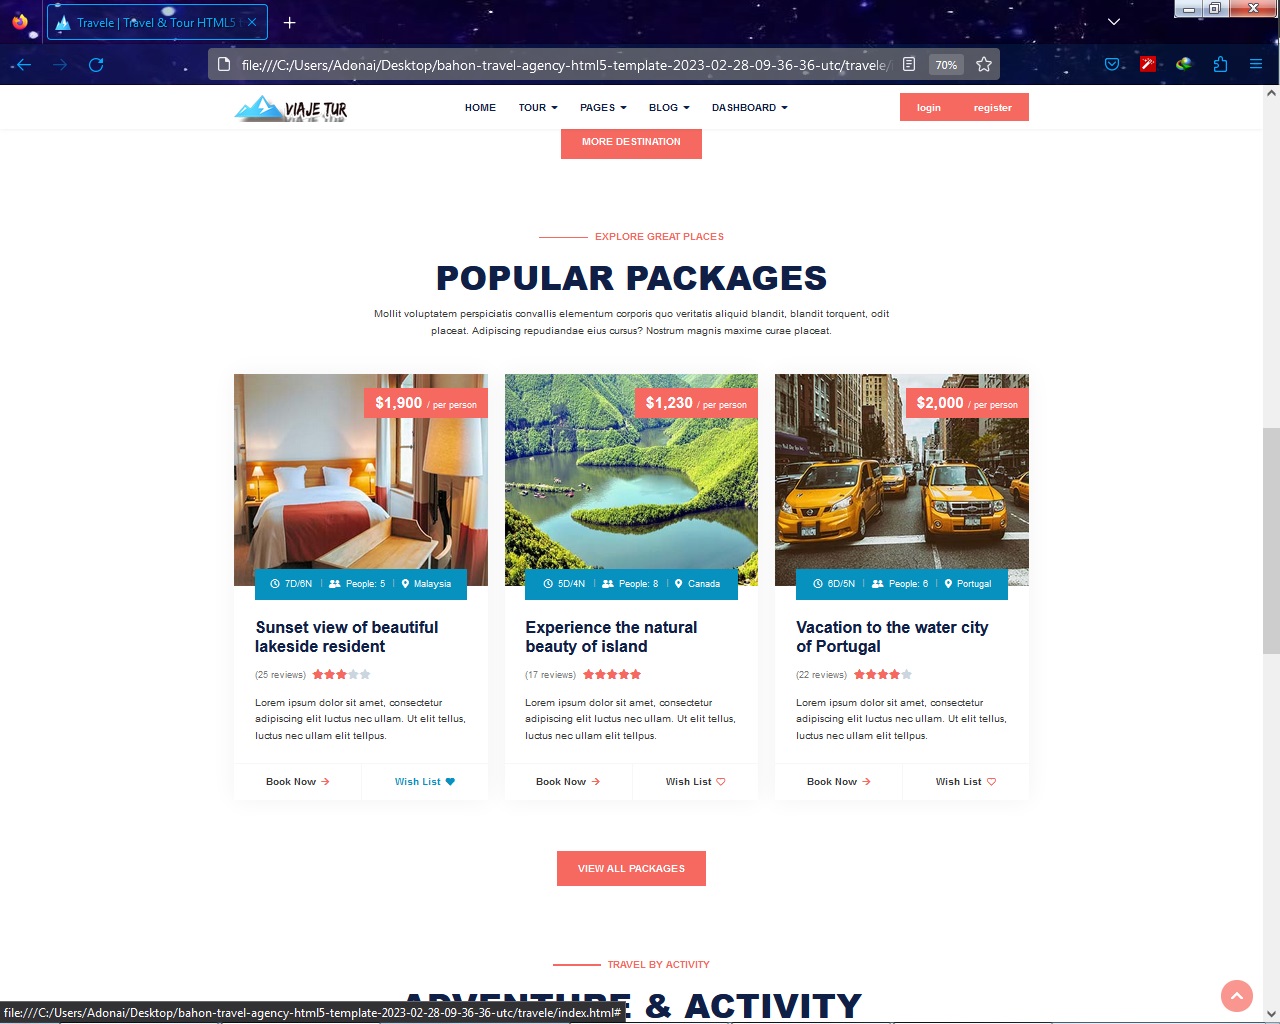 Travele | Travel & Tour HTML5
file:///C:/Users/Adonai/Desktop/bahon-travel-agency-html5-template-2023-02-28-09-36-36-utc/travele/
70%
VIAJE TUR
HOME
TOUR
PAGES
BLOG
DASHBOARD
login
register
MORE DESTINATION
EXPLORE GREAT PLACES
POPULAR PACKAGES
Mollit voluptatem perspiciatis convallis elementum corporis quo veritatis aliquid blandit, blandit torquent, odit
placeat. Adipiscing repudiandae eius cursus? Nostrum magnis maxime curae placeat.
$1,900 / per person
7D/6N | People: 5 | Malaysia
Sunset view of beautiful
lakeside resident
(25 reviews)
Lorem ipsum dolor sit amet, consectetur
adipiscing elit luctus nec ullam. Ut elit tellus,
luctus nec ullam elit tellpus.
Book Now
Wish List
$1,230 / per person
5D/4N | People: 8 | Canada
Experience the natural
beauty of island
(17 reviews)
Lorem ipsum dolor sit amet, consectetur
adipiscing elit luctus nec ullam. Ut elit tellus,
luctus nec ullam elit tellpus.
Book Now
Wish List
$2,000 / per person
6D/5N | People: 6 | Portugal
Vacation to the water city
of Portugal
(22 reviews)
Lorem ipsum dolor sit amet, consectetur
adipiscing elit luctus nec ullam. Ut elit tellus,
luctus nec ullam elit tellpus.
Book Now
Wish List
VIEW ALL PACKAGES
TRAVEL BY ACTIVITY
ADVENTURE & ACTIVITY
file:///C:/Users/Adonai/Desktop/bahon-travel-agency-html5-template-2023-02-28-09-36-36-utc/travele/index.html#